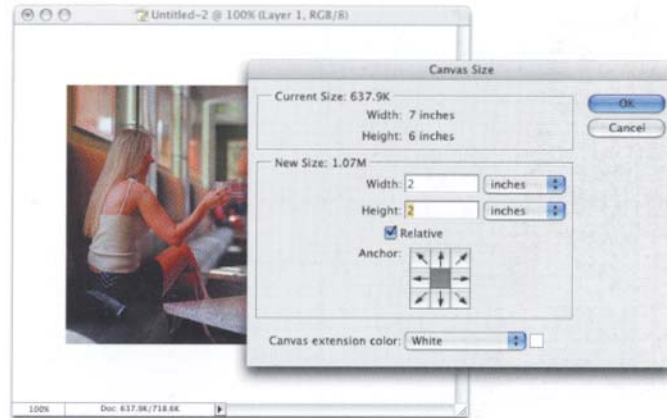 Untitled-2 @ 100% (Layer 1, RGB/8)
Canvas Size
Current Size: 637.9K
Width: 7 inches
Height: 6 inches
OK
Cancel
New Size: 1.07M
Width: 2 inches
Height: 2 inches
Relative
Anchor:
Canvas extension color: White
100%
Doc: 637.9K/718.6K